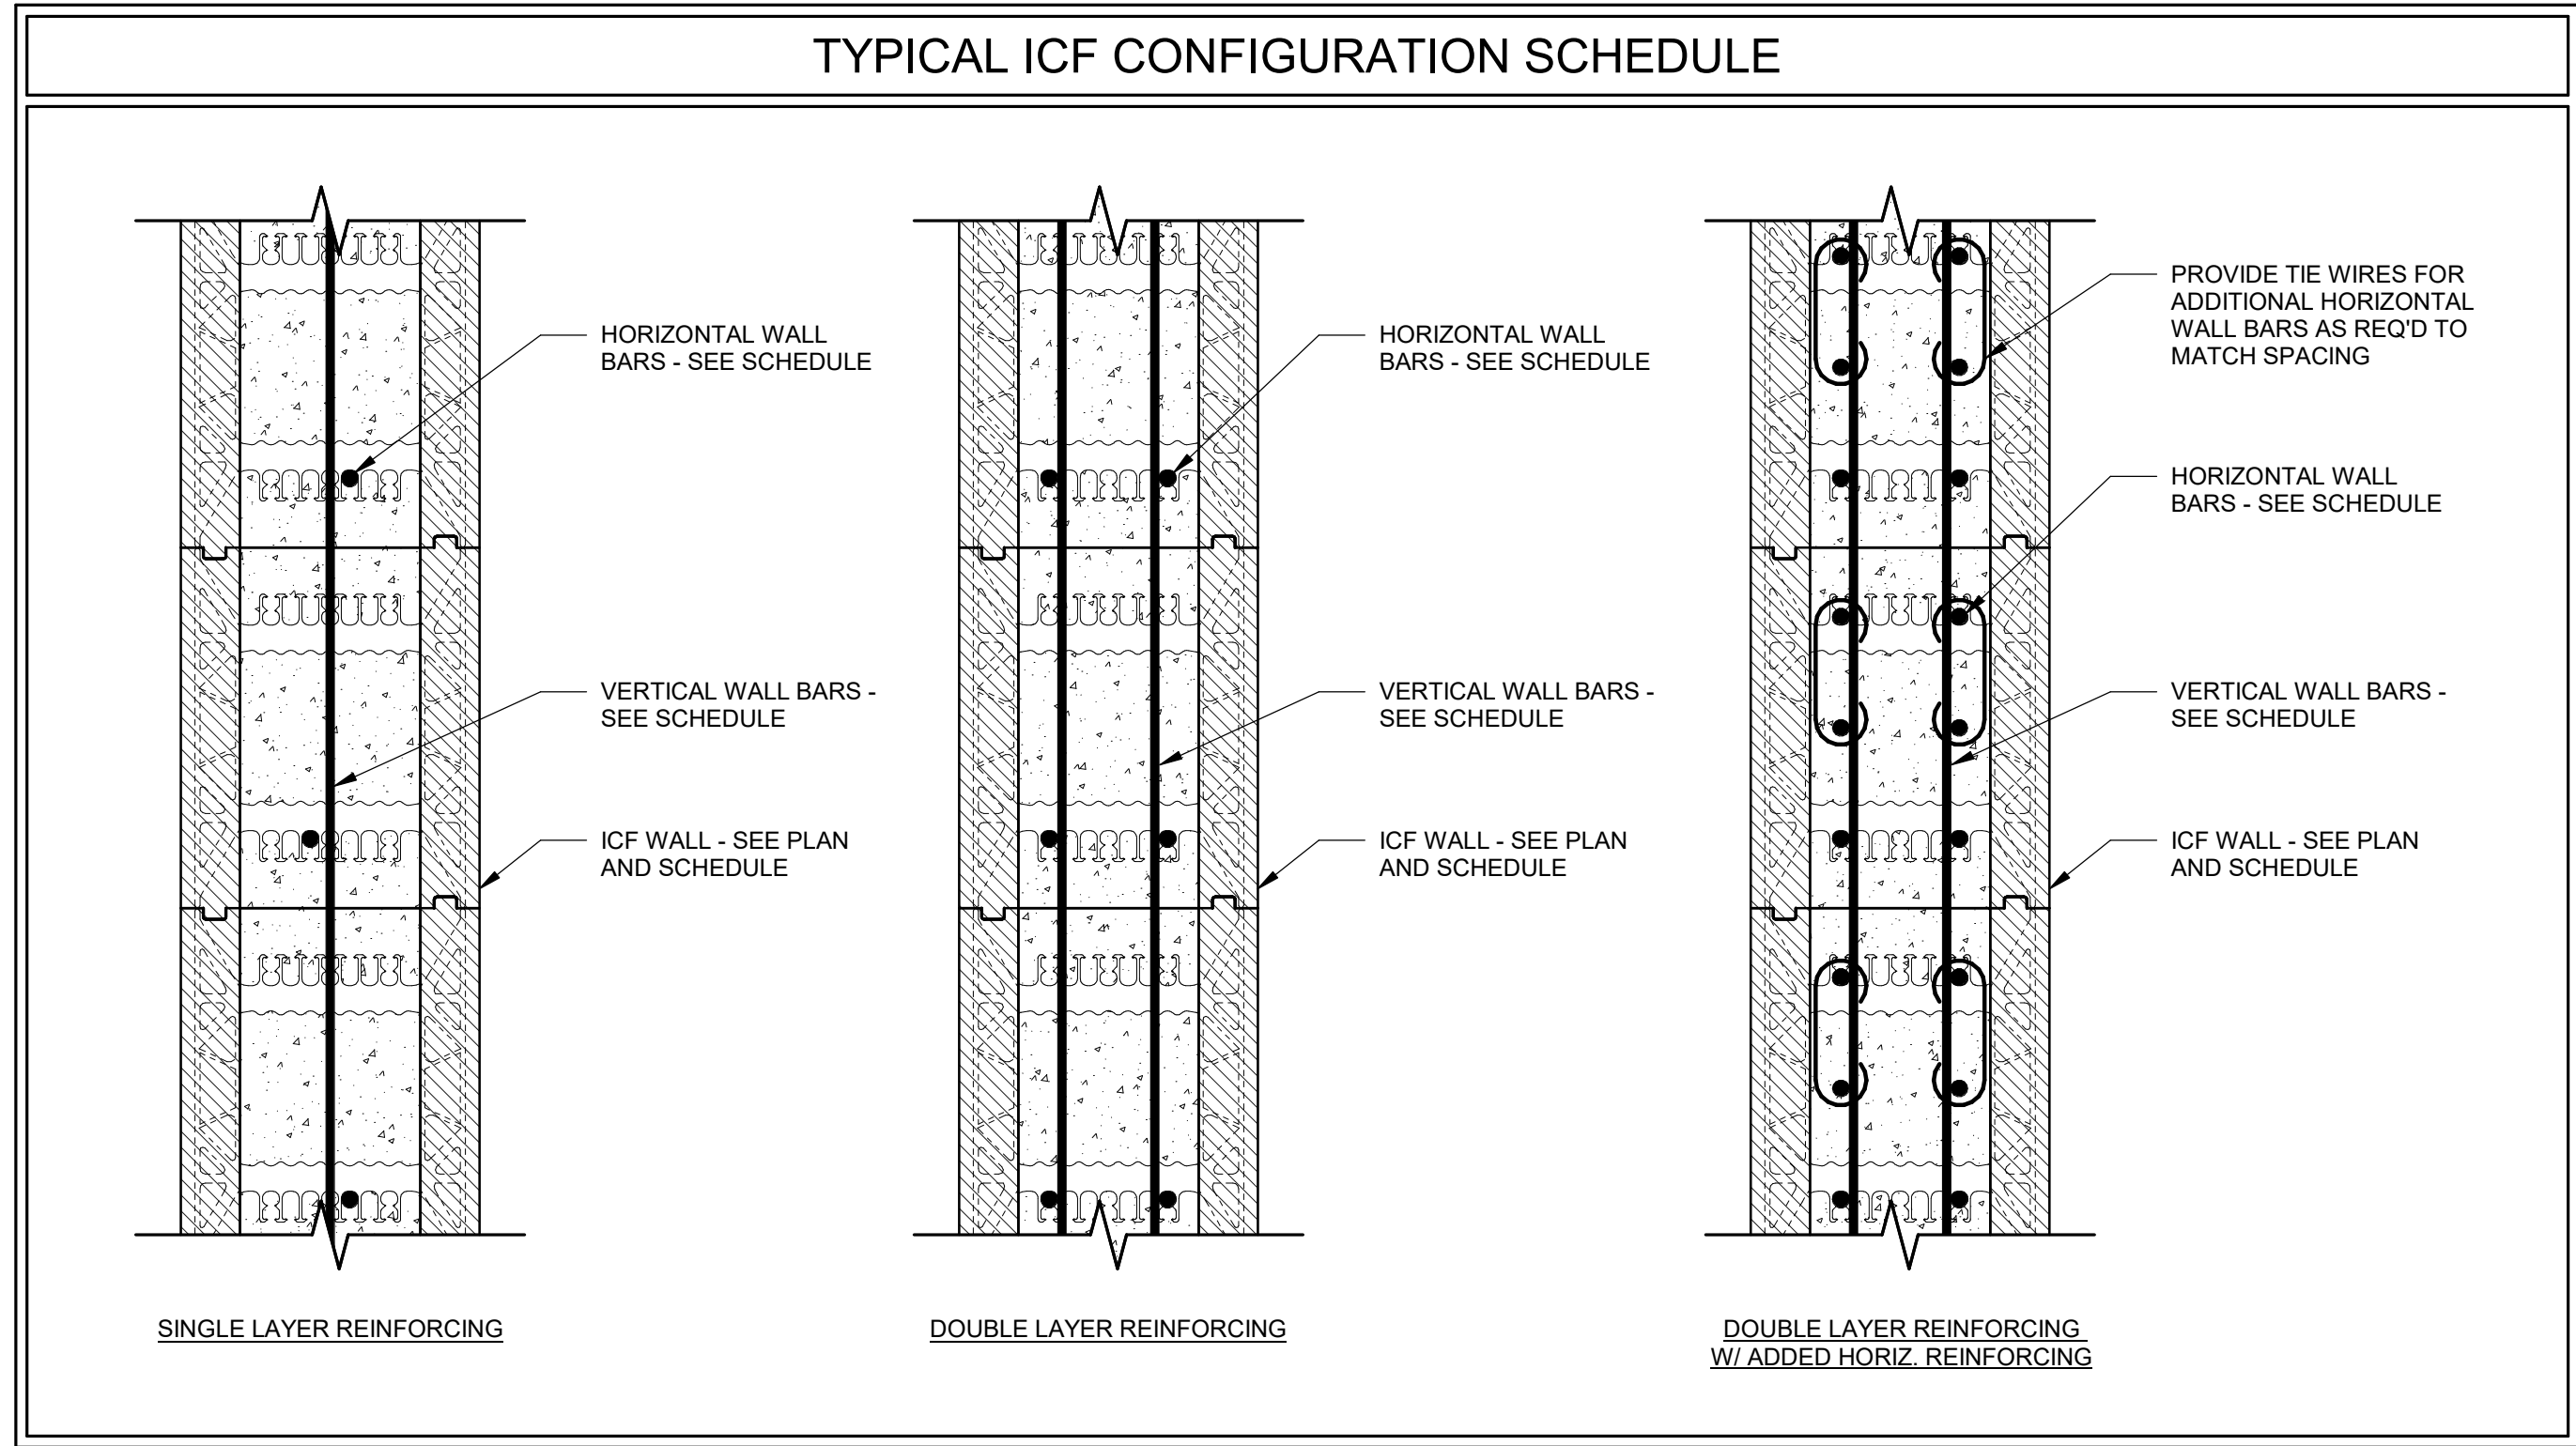 TYPICAL ICF CONFIGURATION SCHEDULE
HORIZONTAL WALL
BARS - SEE SCHEDULE
VERTICAL WALL BARS -
SEE SCHEDULE
ICF WALL - SEE PLAN
AND SCHEDULE
SINGLE LAYER REINFORCING
HORIZONTAL WALL
BARS - SEE SCHEDULE
VERTICAL WALL BARS -
SEE SCHEDULE
ICF WALL - SEE PLAN
AND SCHEDULE
DOUBLE LAYER REINFORCING
PROVIDE TIE WIRES FOR
ADDITIONAL HORIZONTAL
WALL BARS AS REQ'D TO
MATCH SPACING
HORIZONTAL WALL
BARS - SEE SCHEDULE
VERTICAL WALL BARS -
SEE SCHEDULE
ICF WALL - SEE PLAN
AND SCHEDULE
DOUBLE LAYER REINFORCING
W/ ADDED HORIZ. REINFORCING